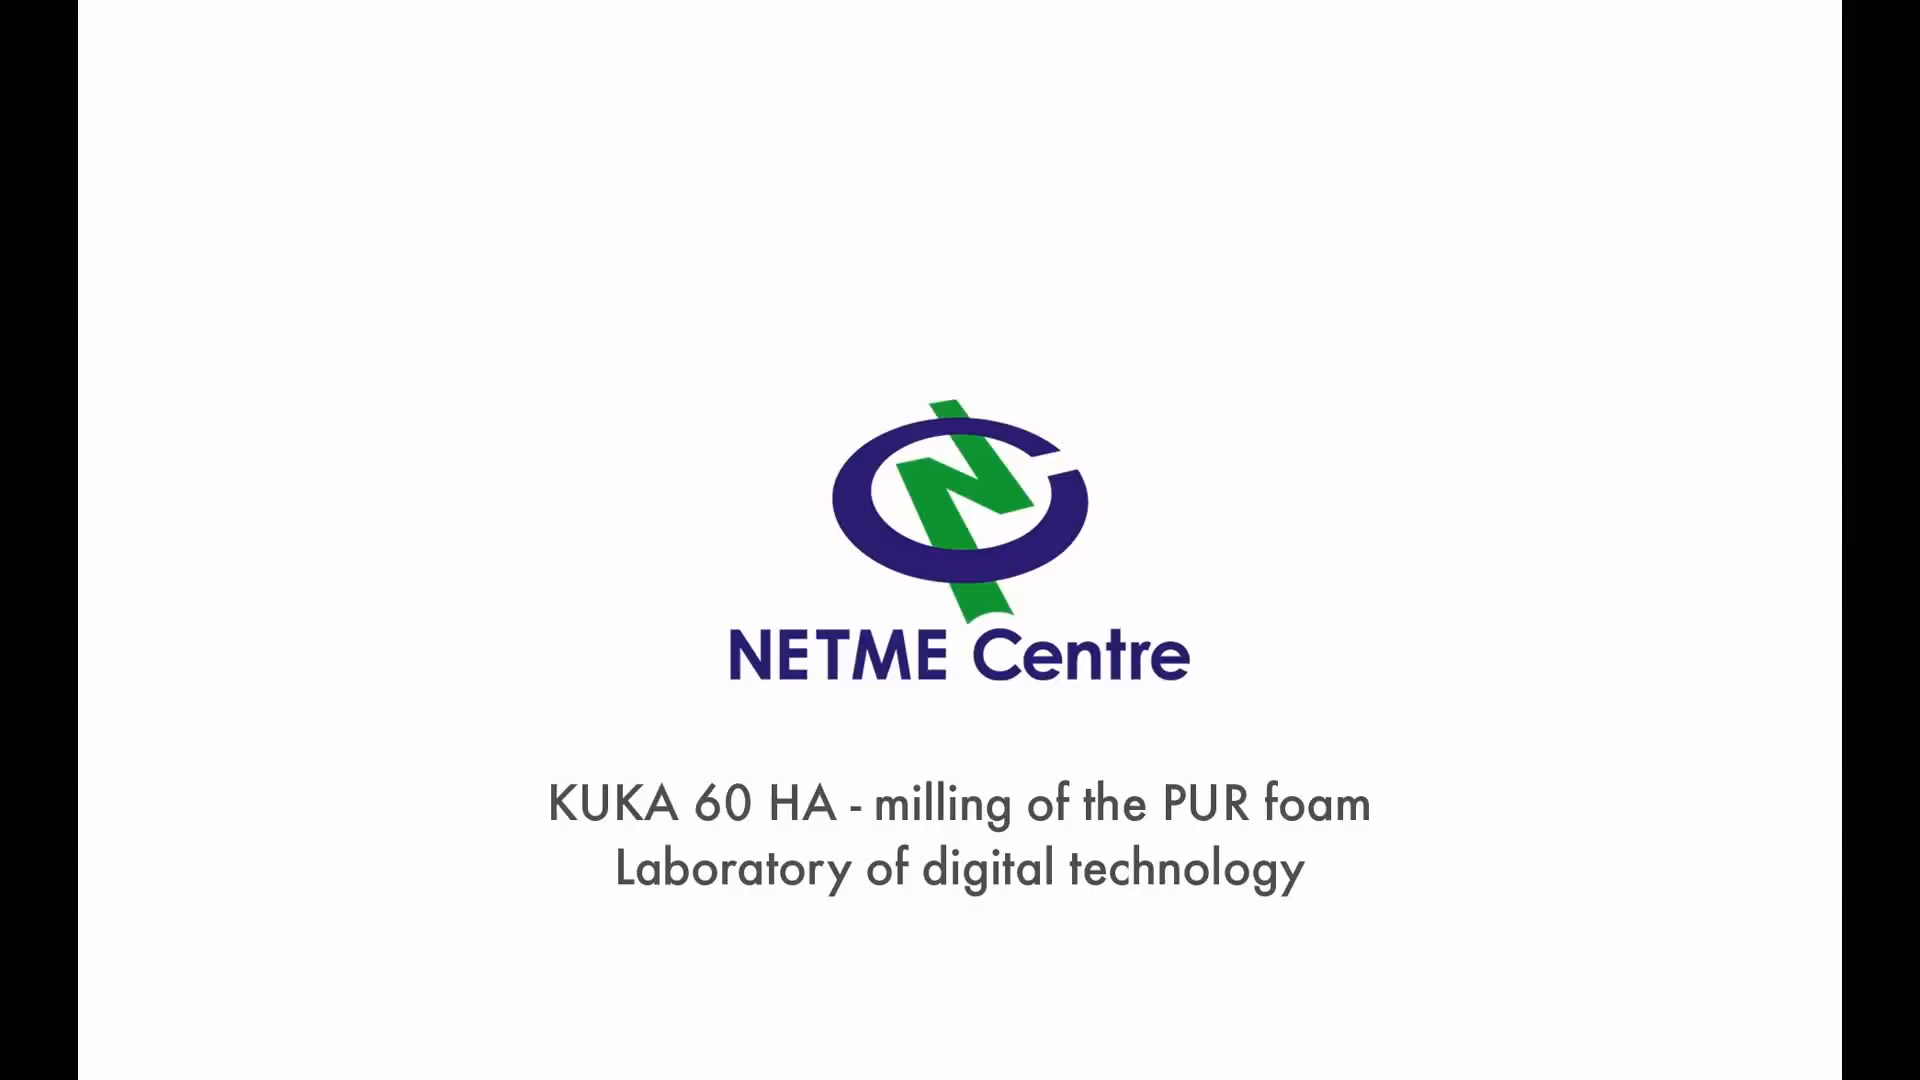 NETME Centre
KUKA 60 HA - milling of the PUR foam
Laboratory of digital technology